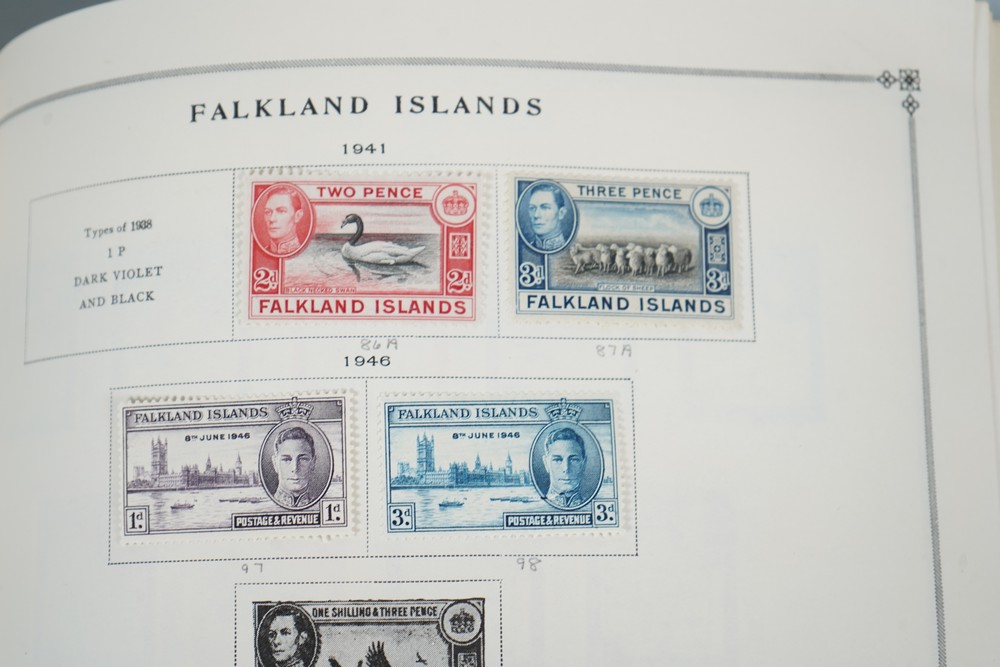 FALKLAND ISLANDS
1941
Types of 1938
1 P
DARK VIOLET
AND BLACK
TWO PENCE
2d 2d
BLACK NECKED SWAN
FALKLAND ISLANDS
THREE PENCE
3d 3d
FLOCK OF SHEEP
FALKLAND ISLANDS
86A
87A
1946
FALKLAND ISLANDS
8TH JUNE 1946
1d. 1d.
POSTAGE & REVENUE
FALKLAND ISLANDS
8TH JUNE 1946
3d. 3d.
POSTAGE & REVENUE
97
98
ONE SHILLING & THREE PENCE